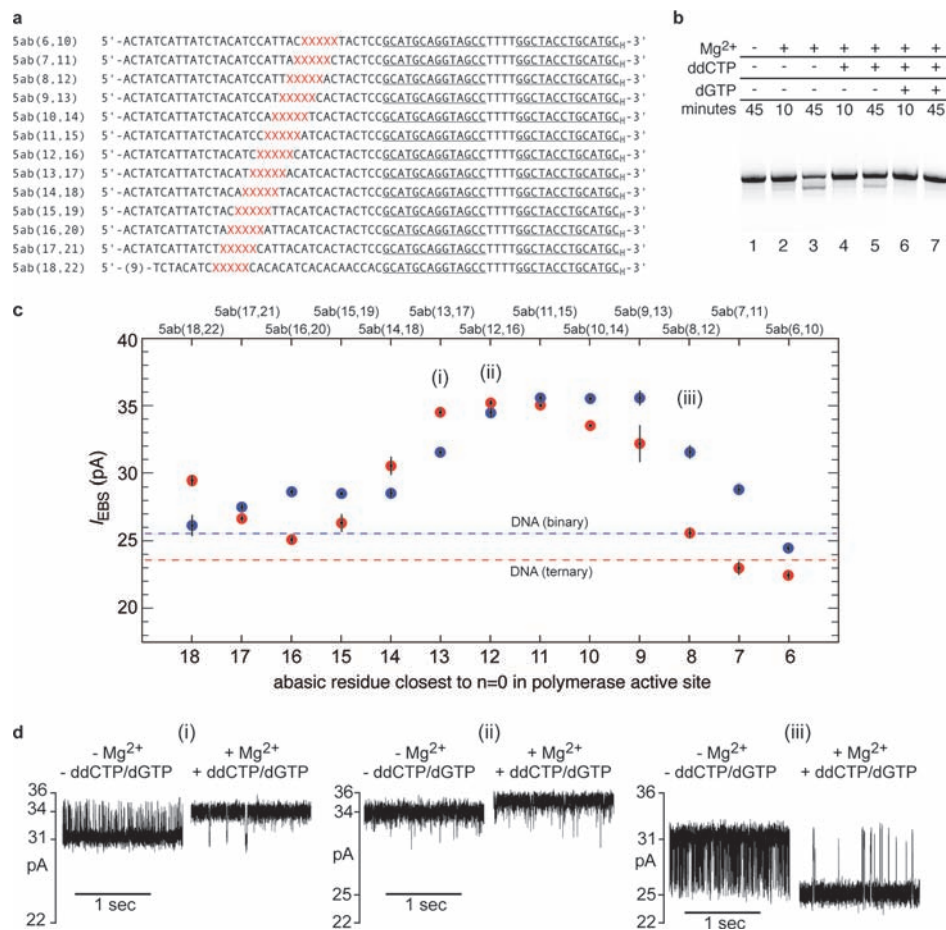 a
5ab(6,10) 5'-ACTATCATTATCTACATCCATTACXXXXXTACTCCGCATGCAGGTAGCCTTTTGGCTACCTGCATGCH-3'
5ab(7,11) 5'-ACTATCATTATCTACATCCATTAXXXXXCTACTCCGCATGCAGGTAGCCTTTTGGCTACCTGCATGCH-3'
5ab(8,12) 5'-ACTATCATTATCTACATCCATTXXXXXACTACTCCGCATGCAGGTAGCCTTTTGGCTACCTGCATGCH-3'
5ab(9,13) 5'-ACTATCATTATCTACATCCATXXXXXCACTACTCCGCATGCAGGTAGCCTTTTGGCTACCTGCATGCH-3'
5ab(10,14) 5'-ACTATCATTATCTACATCCAXXXXXTCACTACTCCGCATGCAGGTAGCCTTTTGGCTACCTGCATGCH-3'
5ab(11,15) 5'-ACTATCATTATCTACATCCXXXXXATCACTACTCCGCATGCAGGTAGCCTTTTGGCTACCTGCATGCH-3'
5ab(12,16) 5'-ACTATCATTATCTACATCXXXXXCATCACTACTCCGCATGCAGGTAGCCTTTTGGCTACCTGCATGCH-3'
5ab(13,17) 5'-ACTATCATTATCTACATXXXXXACATCACTACTCCGCATGCAGGTAGCCTTTTGGCTACCTGCATGCH-3'
5ab(14,18) 5'-ACTATCATTATCTACAXXXXXTACATCACTACTCCGCATGCAGGTAGCCTTTTGGCTACCTGCATGCH-3'
5ab(15,19) 5'-ACTATCATTATCTACXXXXXTTACATCACTACTCCGCATGCAGGTAGCCTTTTGGCTACCTGCATGCH-3'
5ab(16,20) 5'-ACTATCATTATCTAXXXXXATTACATCACTACTCCGCATGCAGGTAGCCTTTTGGCTACCTGCATGCH-3'
5ab(17,21) 5'-ACTATCATTATCTXXXXXCATTACATCACTACTCCGCATGCAGGTAGCCTTTTGGCTACCTGCATGCH-3'
5ab(18,22) 5'-(9)-TCTACATCXXXXXCACACATCACACAACCACGCATGCAGGTAGCCTTTTGGCTACCTGCATGCH-3'
b
Mg2+ - + + + + + +
ddCTP - - - + + + +
dGTP - - - - - + +
minutes 45 10 45 10 45 10 45
1 2 3 4 5 6 7
c
5ab(17,21) 5ab(15,19) 5ab(13,17) 5ab(11,15) 5ab(9,13) 5ab(7,11)
5ab(18,22) 5ab(16,20) 5ab(14,18) 5ab(12,16) 5ab(10,14) 5ab(8,12) 5ab(6,10)
40
35
30
25
20
IEBS (pA)
(i)
(ii)
(iii)
DNA (binary)
DNA (ternary)
18 17 16 15 14 13 12 11 10 9 8 7 6
abasic residue closest to n=0 in polymerase active site
d
(i)
- Mg2+ + Mg2+
- ddCTP/dGTP + ddCTP/dGTP
36
34
31
pA
22
1 sec
(ii)
- Mg2+ + Mg2+
- ddCTP/dGTP + ddCTP/dGTP
36
34
31
pA
25
22
1 sec
(iii)
- Mg2+ + Mg2+
- ddCTP/dGTP + ddCTP/dGTP
36
31
pA
25
22
1 sec